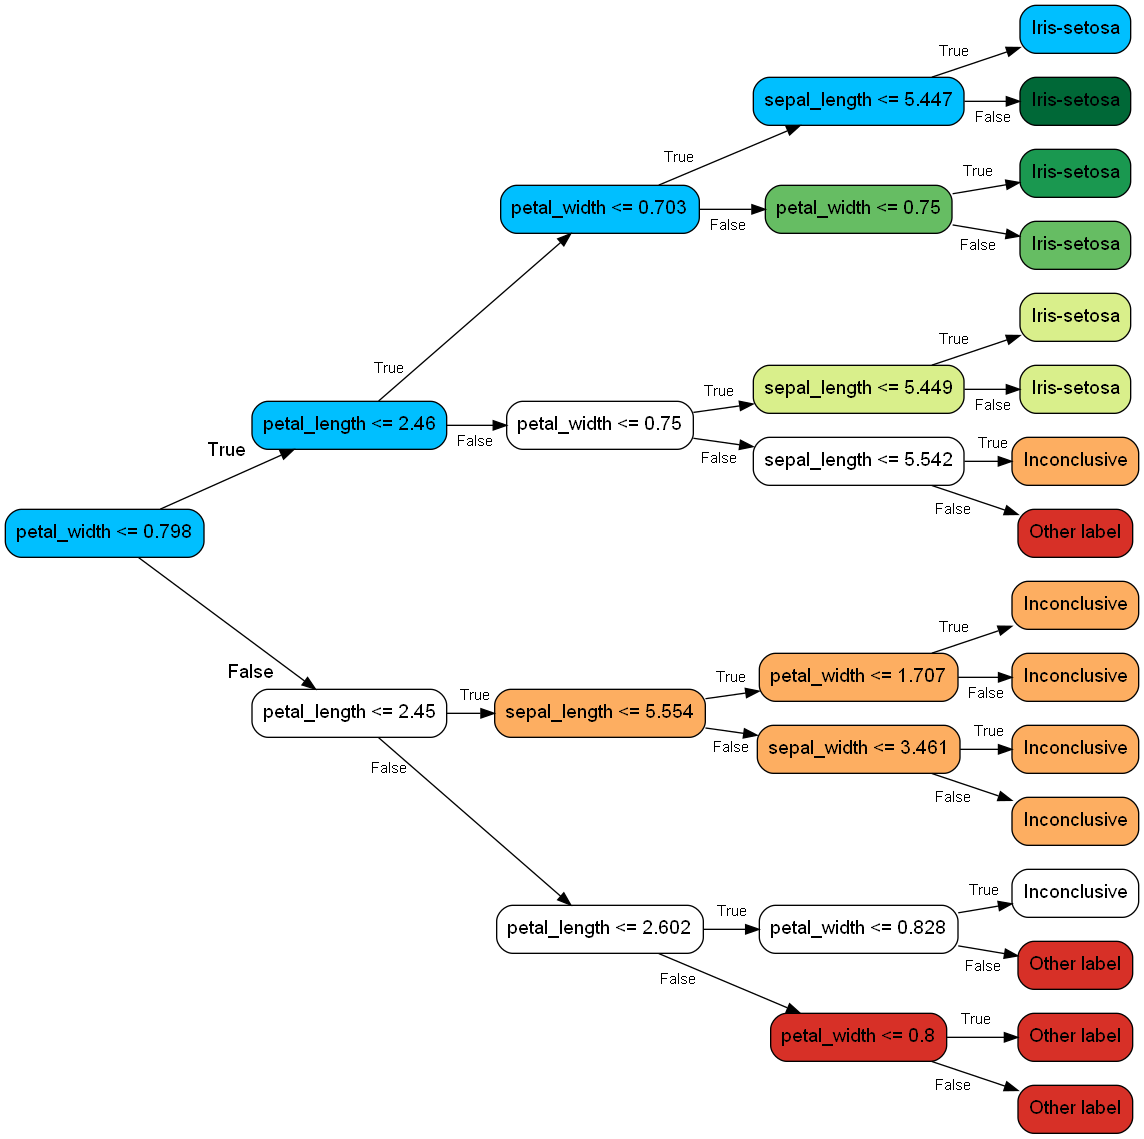 Iris-setosa
True
sepal_length <= 5.447
Iris-setosa
False
True
Iris-setosa
True
petal_width <= 0.703
petal_width <= 0.75
False
Iris-setosa
False
Iris-setosa
True
True
sepal_length <= 5.449
Iris-setosa
True
False
petal_length <= 2.46
petal_width <= 0.75
False
True
True
False
sepal_length <= 5.542
Inconclusive
False
petal_width <= 0.798
Other label
Inconclusive
True
False
True
petal_width <= 1.707
Inconclusive
True
False
petal_length <= 2.45
sepal_length <= 5.554
True
False
sepal_width <= 3.461
Inconclusive
False
False
Inconclusive
True
Inconclusive
True
petal_length <= 2.602
petal_width <= 0.828
False
Other label
False
True
petal_width <= 0.8
Other label
False
Other label